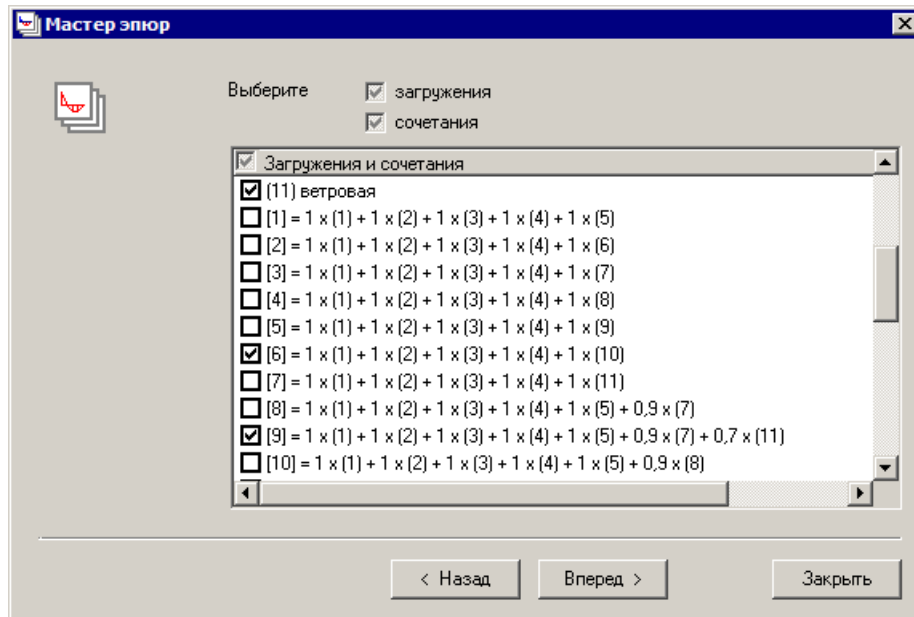 Мастер эпюр
Выберите
загружения
сочетания
Загружения и сочетания
(11) ветровая
[1] = 1 x (1) + 1 x (2) + 1 x (3) + 1 x (4) + 1 x (5)
[2] = 1 x (1) + 1 x (2) + 1 x (3) + 1 x (4) + 1 x (6)
[3] = 1 x (1) + 1 x (2) + 1 x (3) + 1 x (4) + 1 x (7)
[4] = 1 x (1) + 1 x (2) + 1 x (3) + 1 x (4) + 1 x (8)
[5] = 1 x (1) + 1 x (2) + 1 x (3) + 1 x (4) + 1 x (9)
[6] = 1 x (1) + 1 x (2) + 1 x (3) + 1 x (4) + 1 x (10)
[7] = 1 x (1) + 1 x (2) + 1 x (3) + 1 x (4) + 1 x (11)
[8] = 1 x (1) + 1 x (2) + 1 x (3) + 1 x (4) + 1 x (5) + 0,9 x (7)
[9] = 1 x (1) + 1 x (2) + 1 x (3) + 1 x (4) + 1 x (5) + 0,9 x (7) + 0,7 x (11)
[10] = 1 x (1) + 1 x (2) + 1 x (3) + 1 x (4) + 1 x (5) + 0,9 x (8)
< Назад
Вперед >
Закрыть